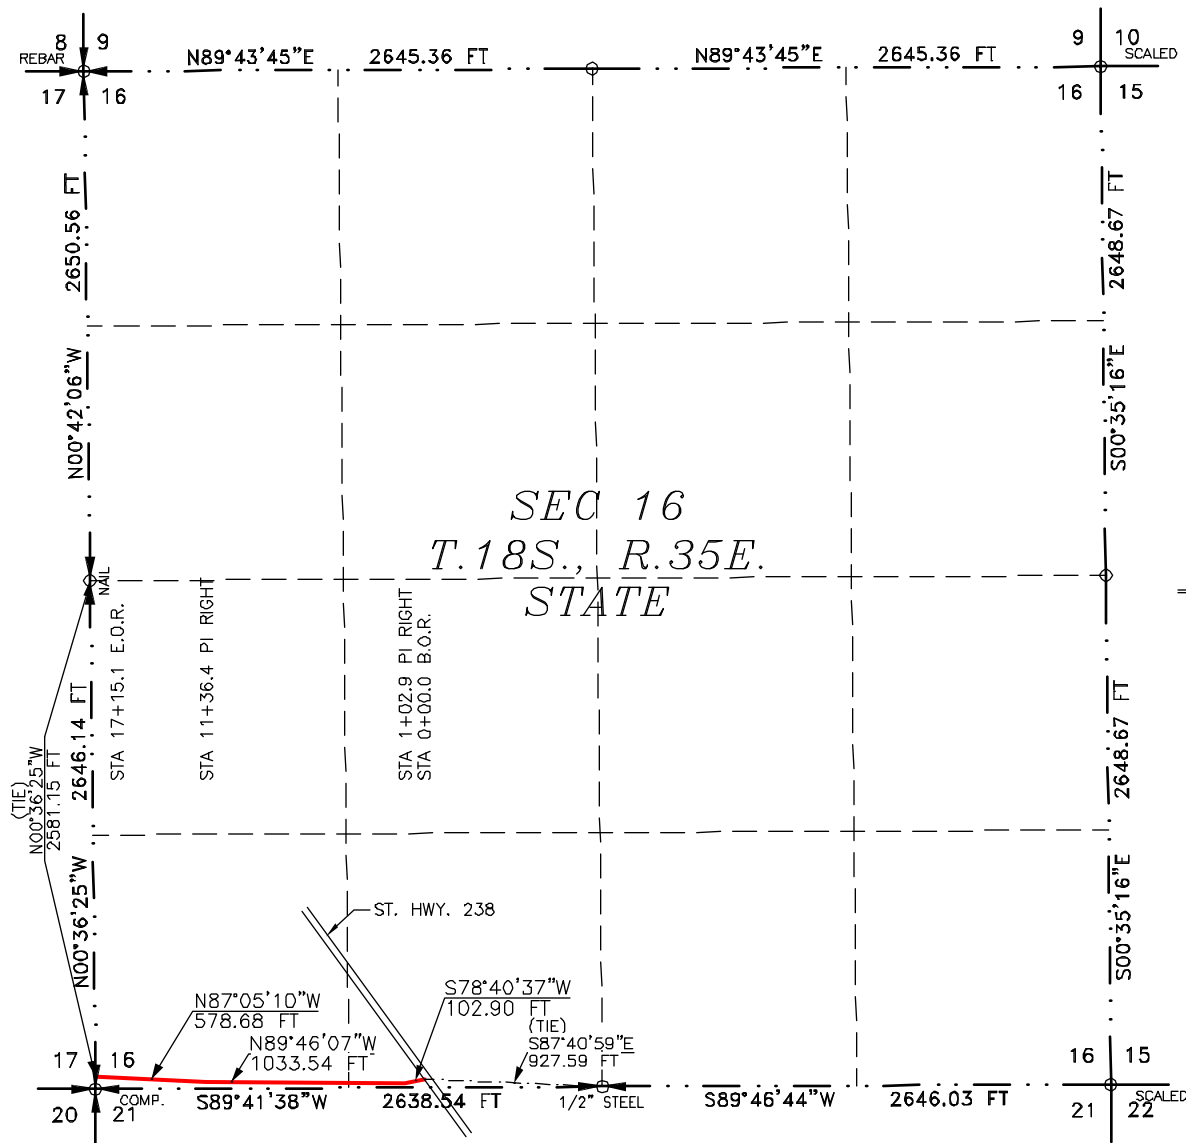 8 9
REBAR
17 16
N89°43'45"E 2645.36 FT
N89°43'45"E 2645.36 FT
9 10
SCALED
16 15
2650.56 FT
N00°42'06"W
2648.67 FT
S00°35'16"E
SEC 16
T.18S., R.35E.
STATE
NAIL
STA 17+15.1 E.O.R.
STA 11+36.4 PI RIGHT
STA 1+02.9 PI RIGHT
STA 0+00.0 B.O.R.
=
2646.14 FT
N00°36'25"W
(TIE)
N00°36'25"W
2581.15 FT
2648.67 FT
S00°35'16"E
ST. HWY. 238
N87°05'10"W
578.68 FT
N89°46'07"W
1033.54 FT
S78°40'37"W
102.90 FT
(TIE)
S87°40'59"E
927.59 FT
17 16
20 21
COMP.
S89°41'38"W 2638.54 FT
1/2" STEEL
S89°46'44"W 2646.03 FT
16 15
SCALED
21 22